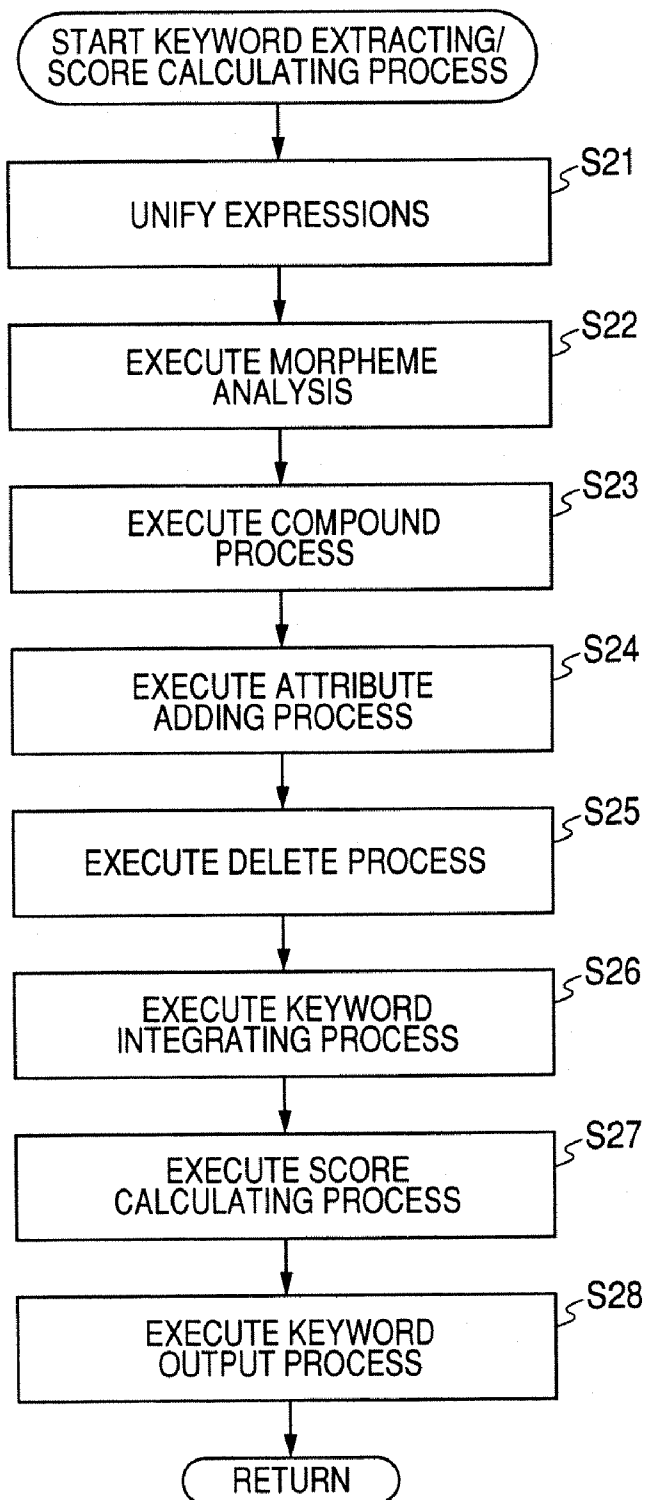 START KEYWORD EXTRACTING/
SCORE CALCULATING PROCESS
S21
UNIFY EXPRESSIONS
S22
EXECUTE MORPHEME
ANALYSIS
S23
EXECUTE COMPOUND
PROCESS
S24
EXECUTE ATTRIBUTE
ADDING PROCESS
S25
EXECUTE DELETE PROCESS
S26
EXECUTE KEYWORD
INTEGRATING PROCESS
S27
EXECUTE SCORE
CALCULATING PROCESS
S28
EXECUTE KEYWORD
OUTPUT PROCESS
RETURN